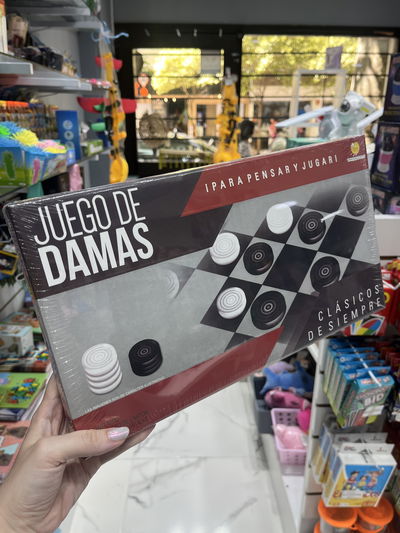 ¡PARA PENSAR Y JUGAR!
JUEGO DE
DAMAS
CLÁSICOS
DE SIEMPRE